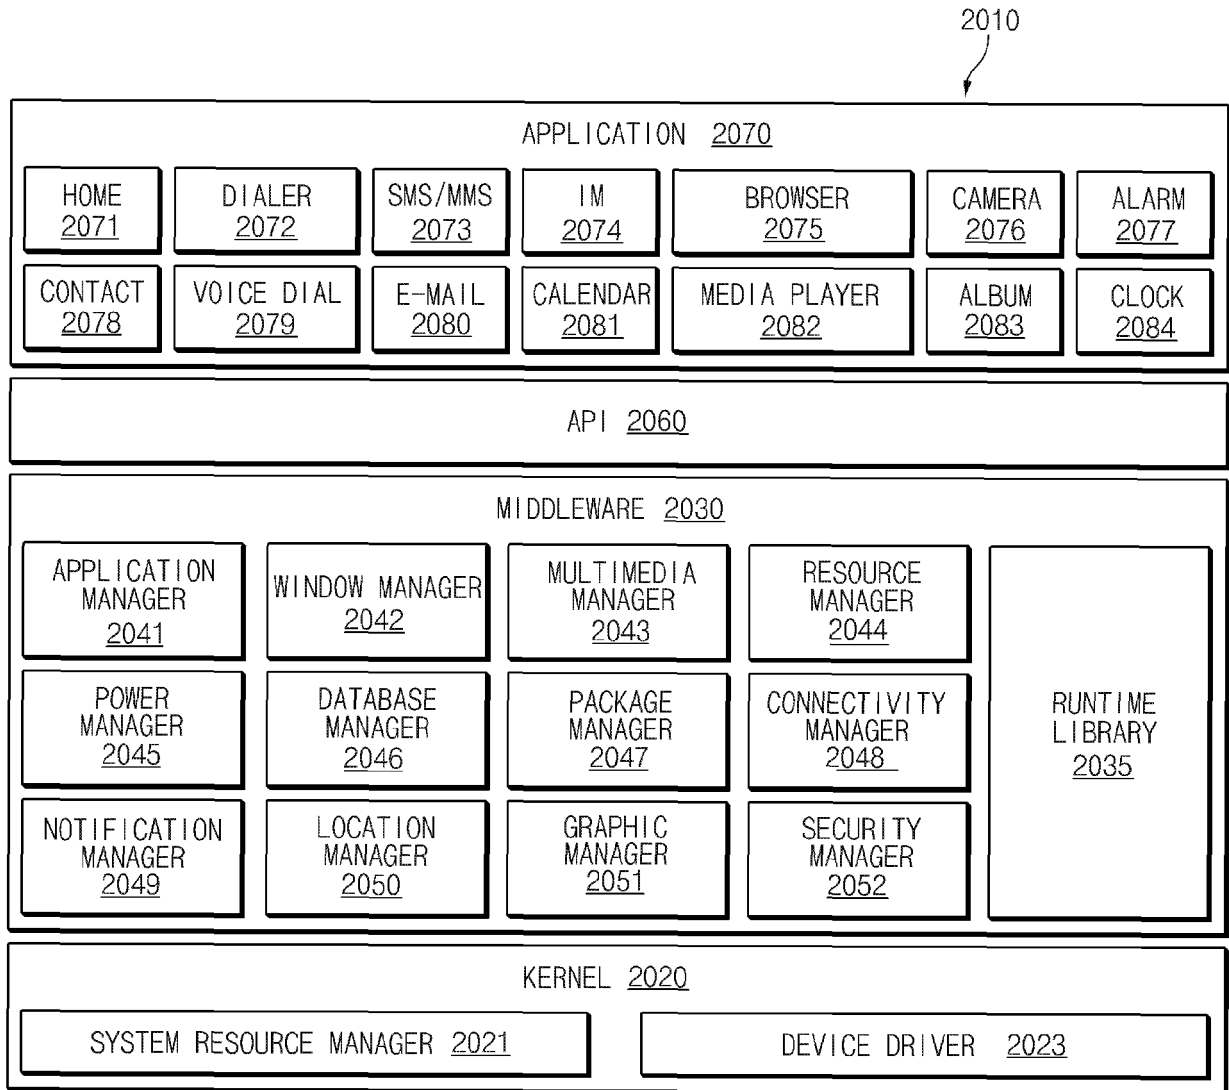 2010
APPLICATION 2070
HOME
2071
DIALER
2072
SMS/MMS
2073
IM
2074
BROWSER
2075
CAMERA
2076
ALARM
2077
CONTACT
2078
VOICE DIAL
2079
E-MAIL
2080
CALENDAR
2081
MEDIA PLAYER
2082
ALBUM
2083
CLOCK
2084
API 2060
MIDDLEWARE 2030
APPLICATION
MANAGER
2041
WINDOW MANAGER
2042
MULTIMEDIA
MANAGER
2043
RESOURCE
MANAGER
2044
POWER
MANAGER
2045
DATABASE
MANAGER
2046
PACKAGE
MANAGER
2047
CONNECTIVITY
MANAGER
2048
NOTIFICATION
MANAGER
2049
LOCATION
MANAGER
2050
GRAPHIC
MANAGER
2051
SECURITY
MANAGER
2052
RUNTIME
LIBRARY
2035
KERNEL 2020
SYSTEM RESOURCE MANAGER 2021
DEVICE DRIVER 2023